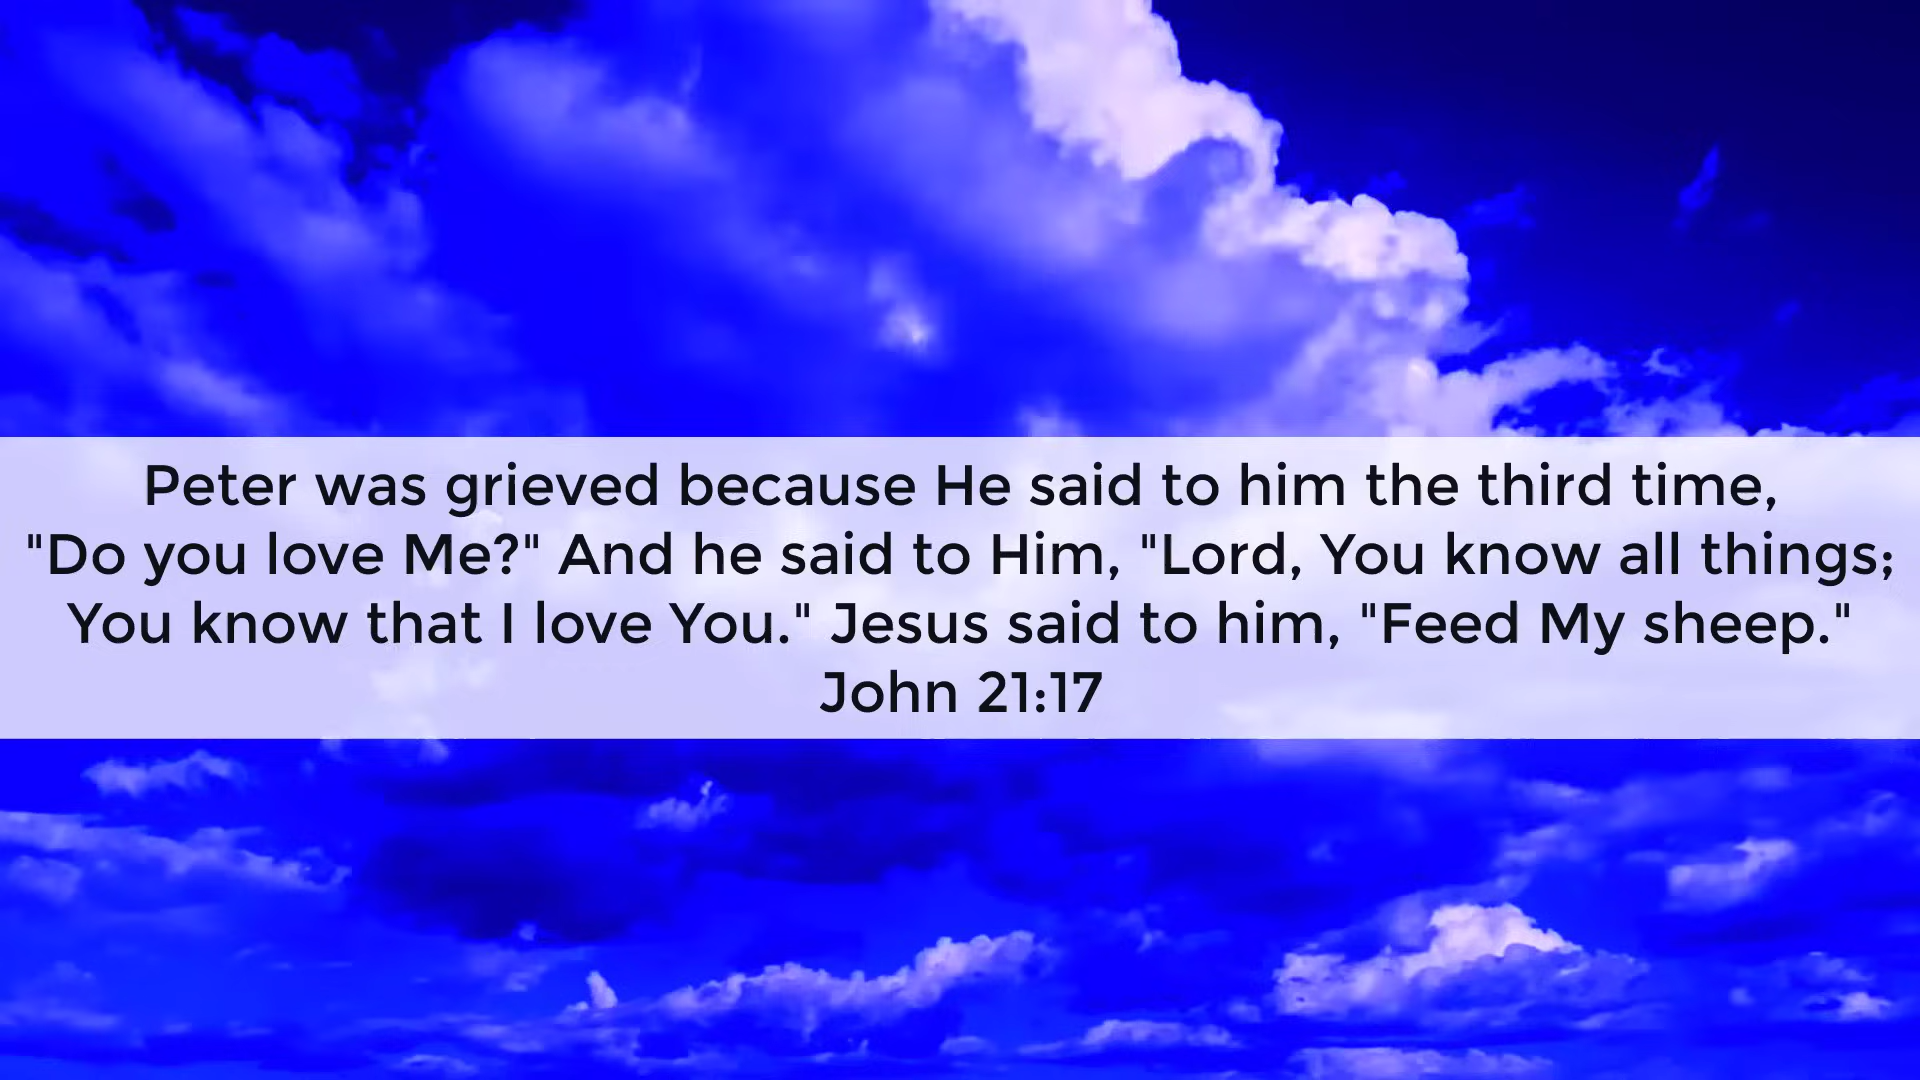 Peter was grieved because He said to him the third time,
"Do you love Me?" And he said to Him, "Lord, You know all things;
You know that I love You." Jesus said to him, "Feed My sheep."
John 21:17